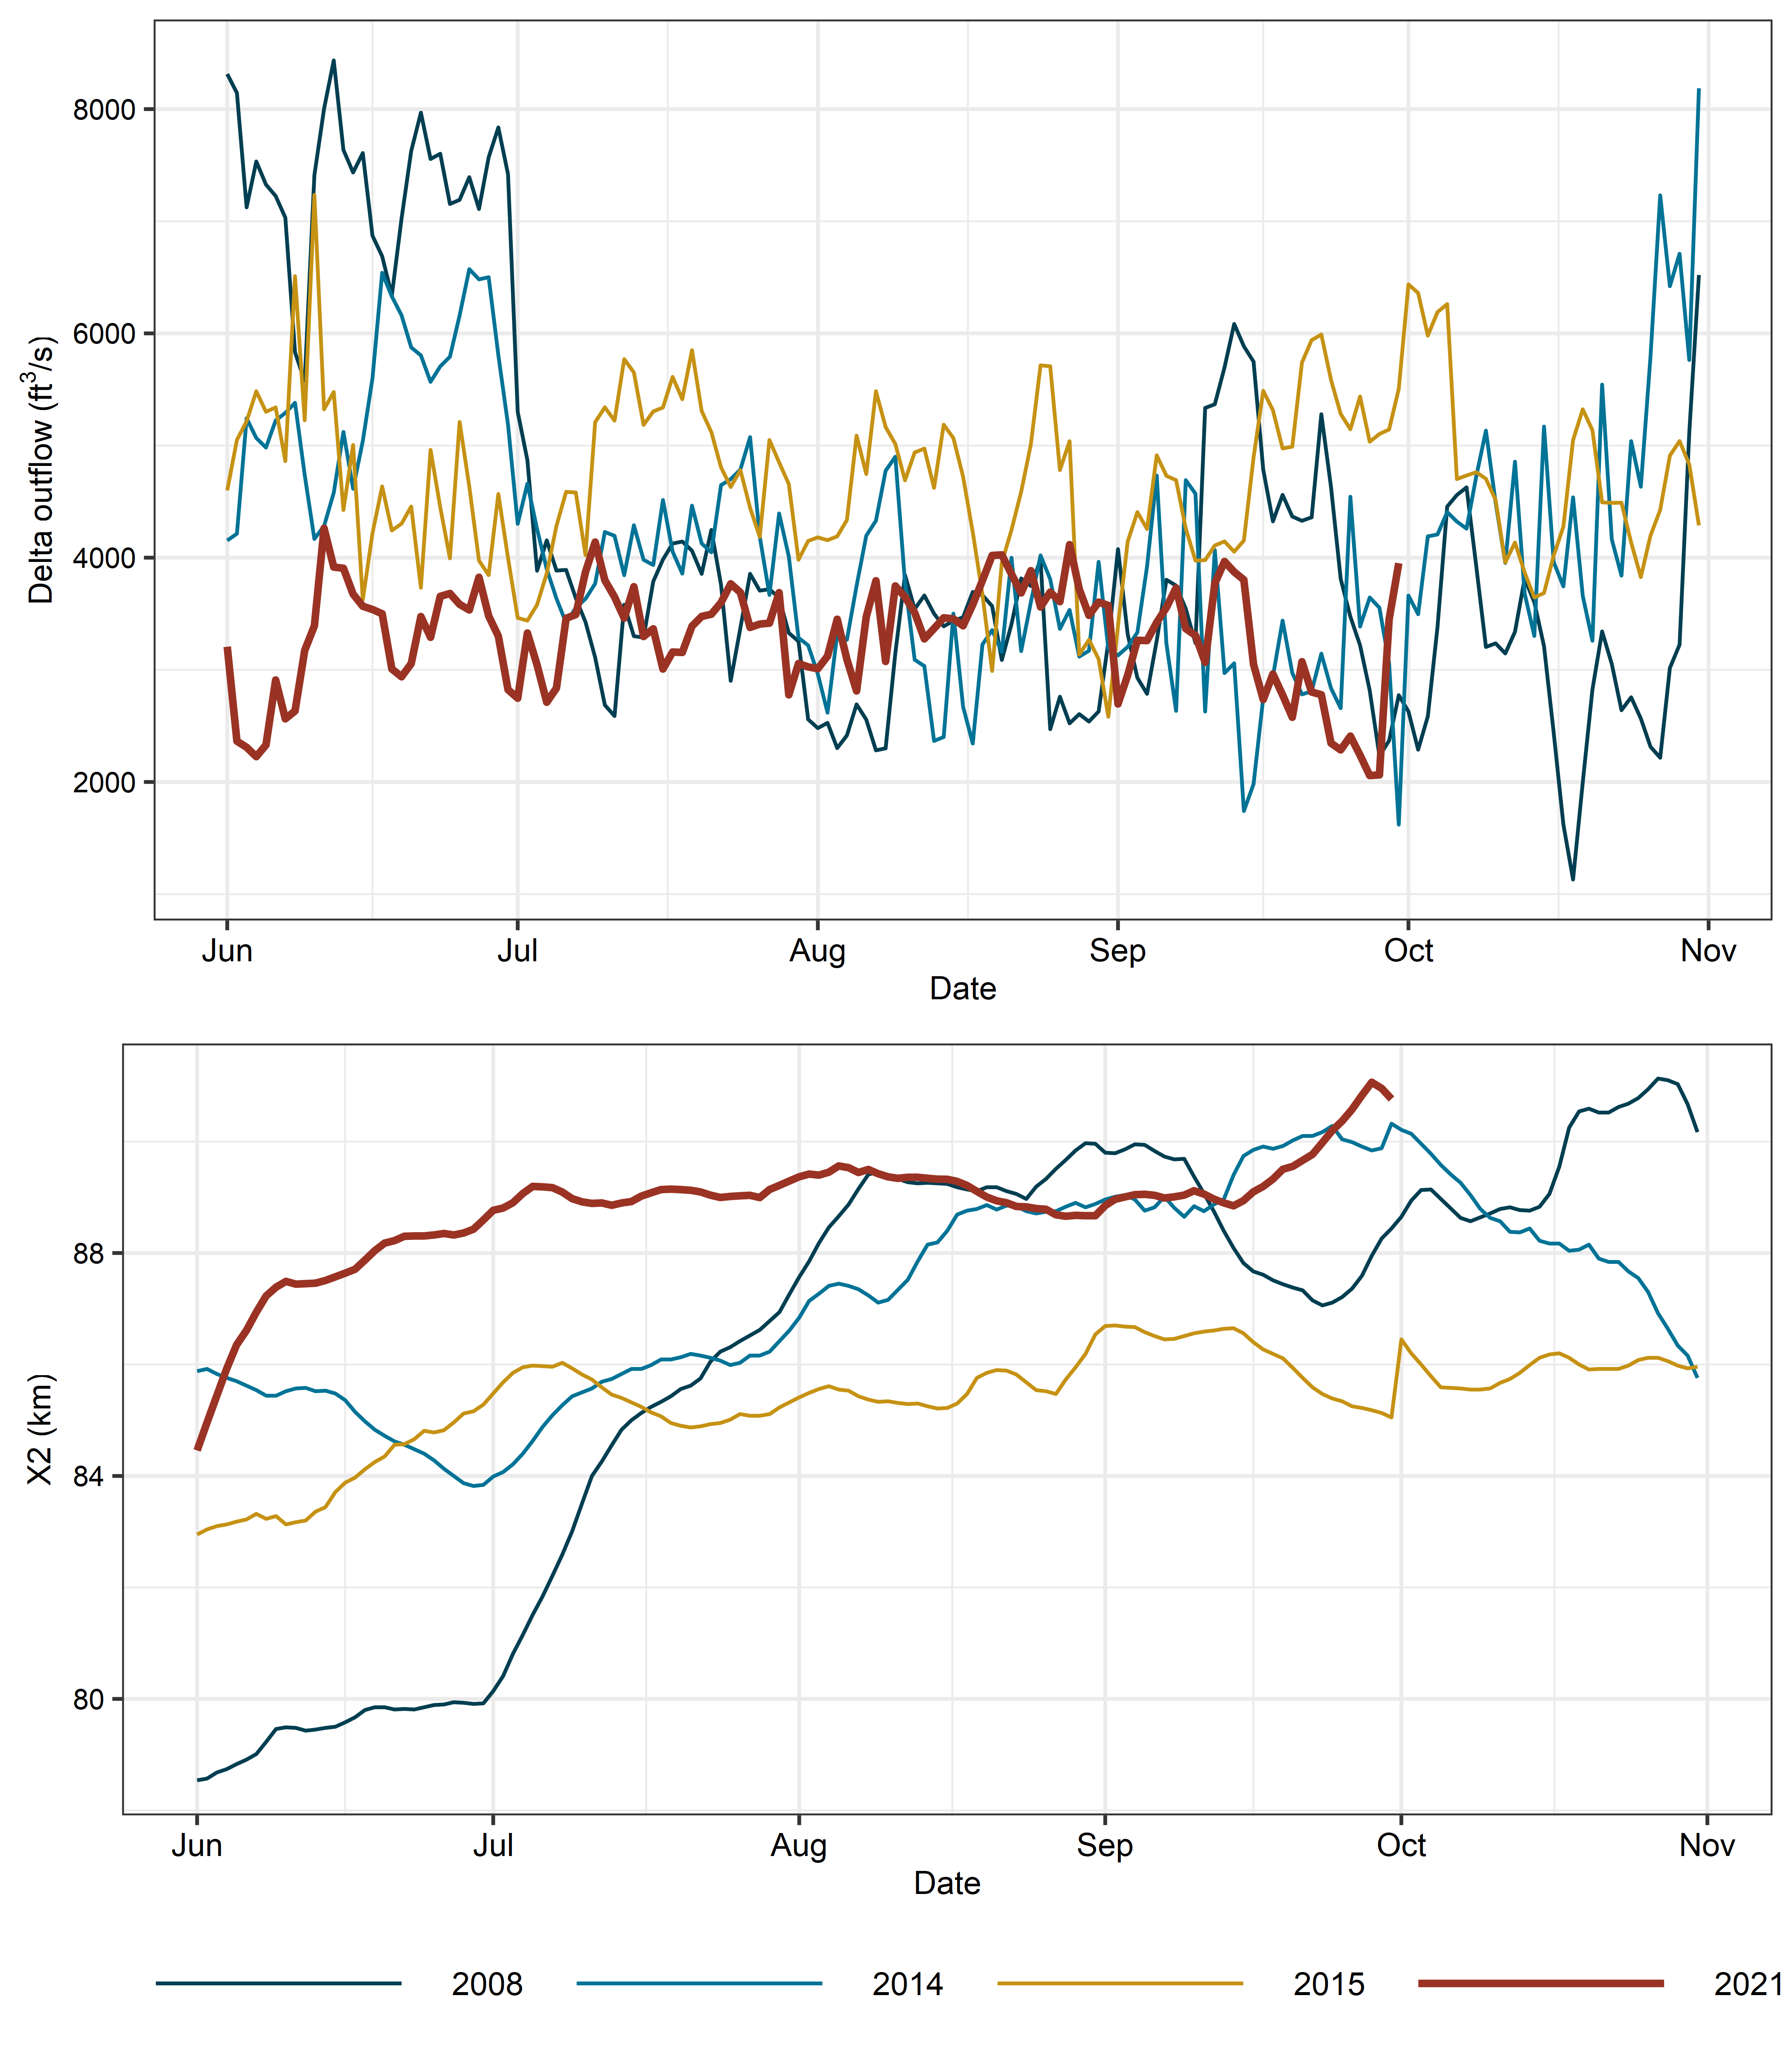 Delta outflow (ft³/s)
8000
6000
4000
2000
Jun Jul Aug Sep Oct Nov
Date
X2 (km)
88
84
80
Jun Jul Aug Sep Oct Nov
Date
2008 2014 2015 2021